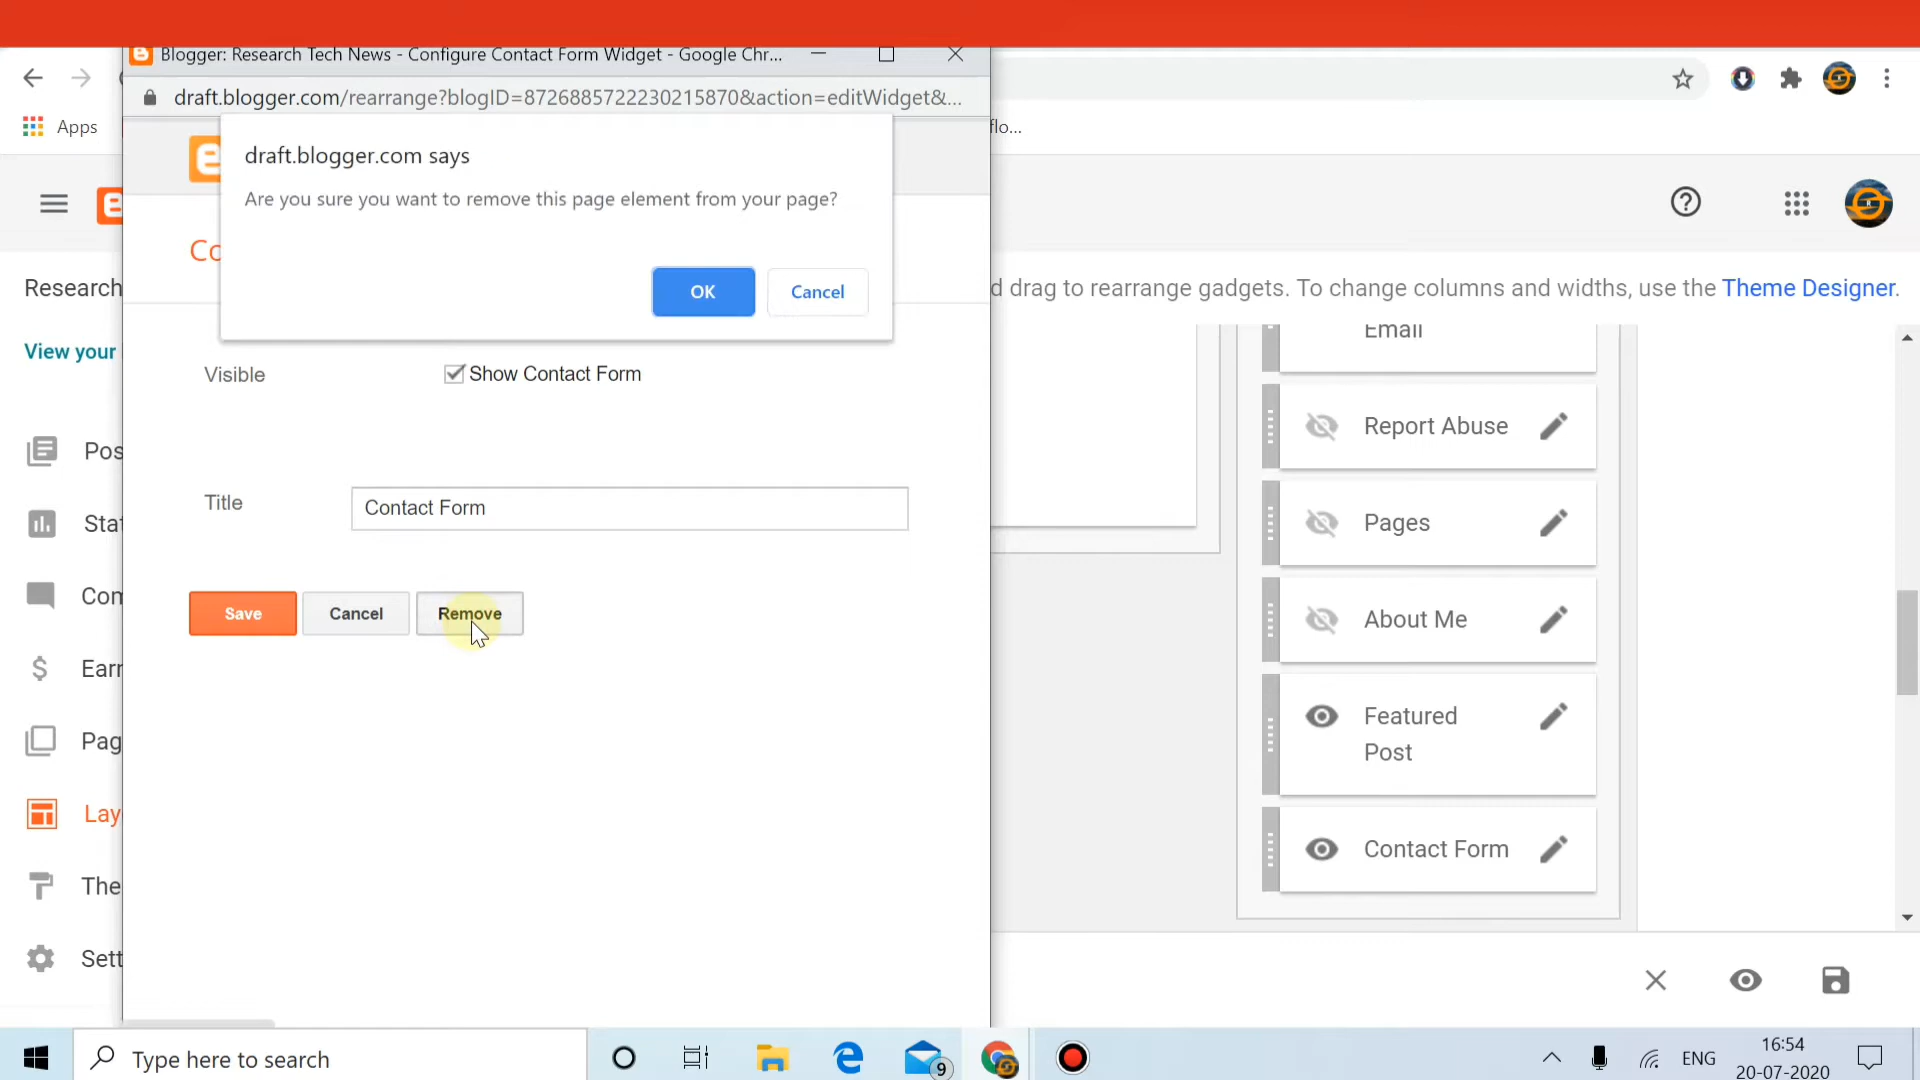 Blogger: Research Tech News - Configure Contact Form Widget - Google Chr...
draft.blogger.com/rearrange?blogID=8726885722230215870&action=editWidget&...
Apps
flo...
draft.blogger.com says
Are you sure you want to remove this page element from your page?
OK
Cancel
Co
Research
d drag to rearrange gadgets. To change columns and widths, use the Theme Designer.
View your
Visible
Show Contact Form
Title
Contact Form
Save
Cancel
Remove
Pos
Stat
Com
Earr
Pag
Lay
The
Sett
Email
Report Abuse
Pages
About Me
Featured
Post
Contact Form
Type here to search
9
ENG
16:54
20-07-2020